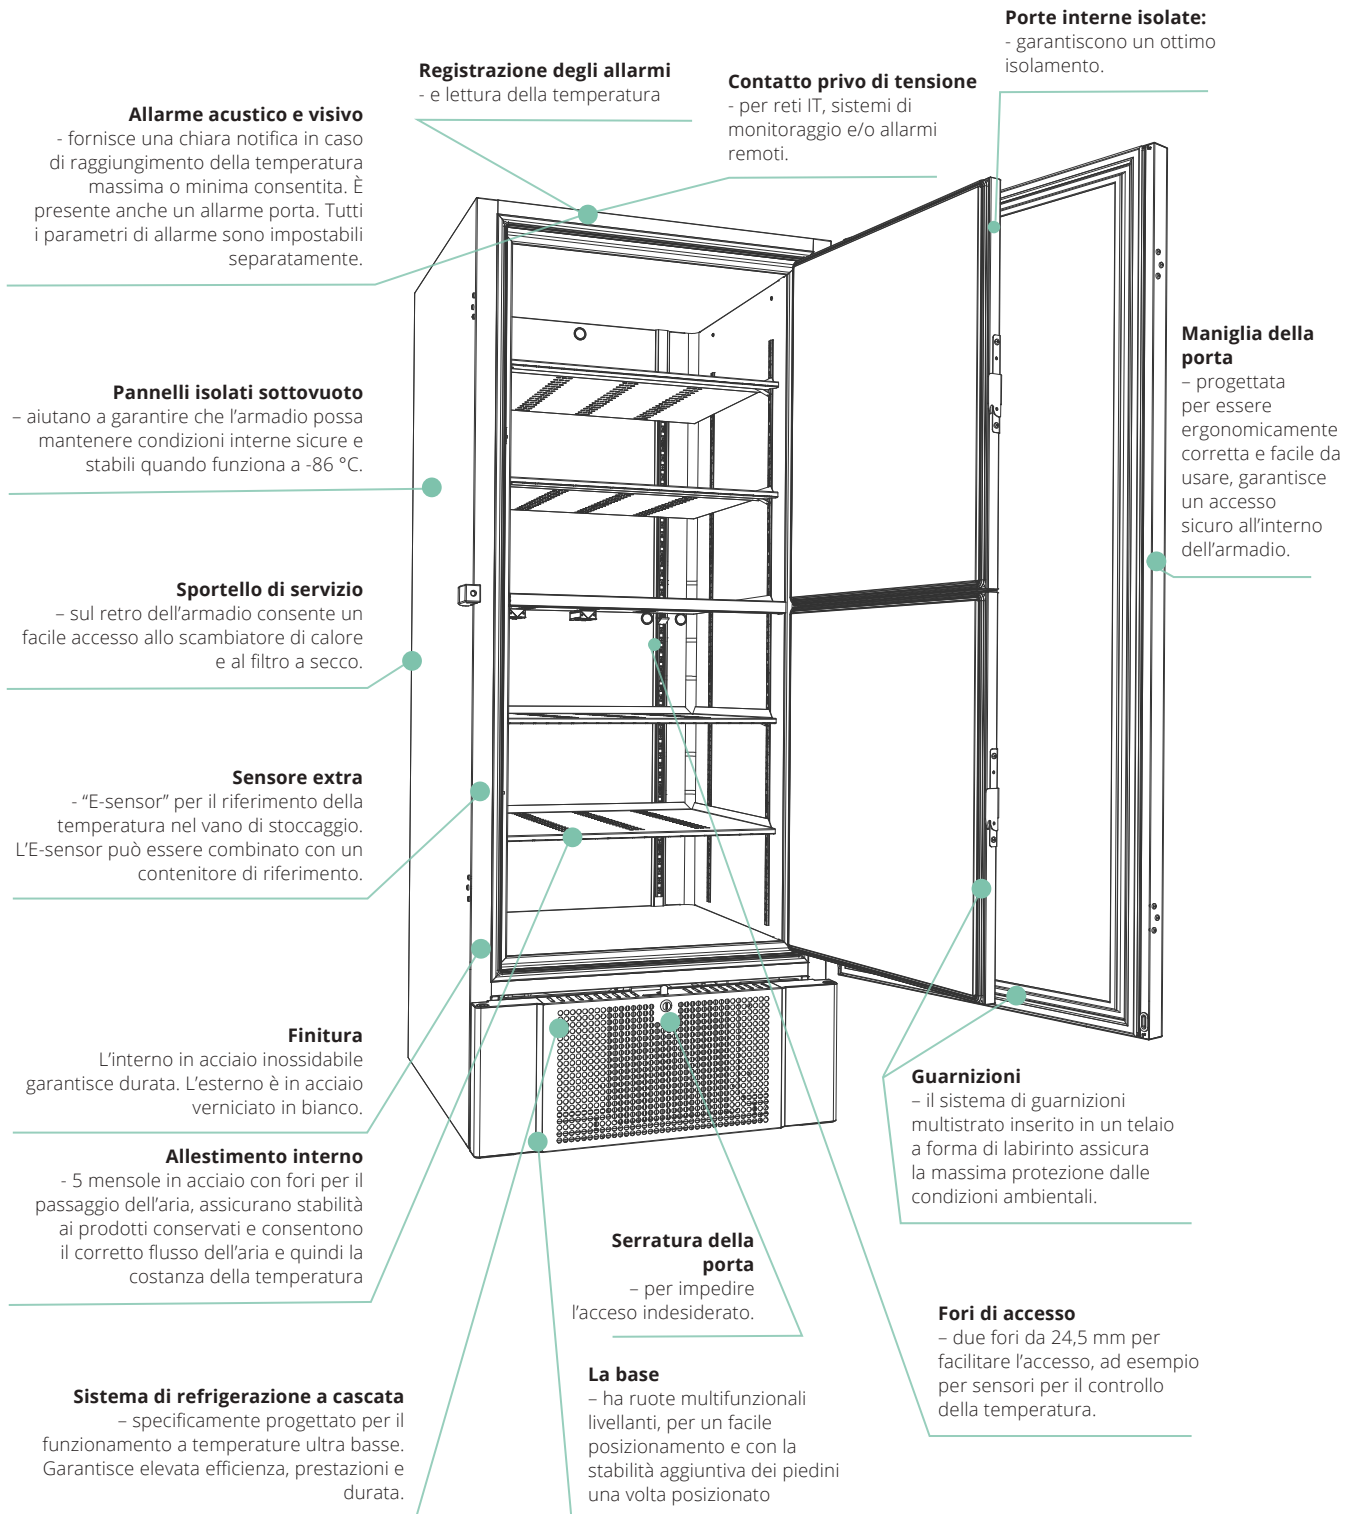 Porte interne isolate:
- garantiscono un ottimo
isolamento.
Registrazione degli allarmi
- e lettura della temperatura
Contatto privo di tensione
- per reti IT, sistemi di
monitoraggio e/o allarmi
remoti.
Allarme acustico e visivo
- fornisce una chiara notifica in caso
di raggiungimento della temperatura
massima o minima consentita. È
presente anche un allarme porta. Tutti
i parametri di allarme sono impostabili
separatamente.
Maniglia della
porta
– progettata
per essere
ergonomicamente
corretta e facile da
usare, garantisce
un accesso
sicuro all’interno
dell’armadio.
Pannelli isolati sottovuoto
– aiutano a garantire che l’armadio possa
mantenere condizioni interne sicure e
stabili quando funziona a -86 °C.
Sportello di servizio
– sul retro dell’armadio consente un
facile accesso allo scambiatore di calore
e al filtro a secco.
Sensore extra
- “E-sensor” per il riferimento della
temperatura nel vano di stoccaggio.
L’E-sensor può essere combinato con un
contenitore di riferimento.
Finitura
L’interno in acciaio inossidabile
garantisce durata. L’esterno è in acciaio
verniciato in bianco.
Guarnizioni
– il sistema di guarnizioni
multistrato inserito in un telaio
a forma di labirinto assicura
la massima protezione dalle
condizioni ambientali.
Allestimento interno
- 5 mensole in acciaio con fori per il
passaggio dell’aria, assicurano stabilità
ai prodotti conservati e consentono
il corretto flusso dell’aria e quindi la
costanza della temperatura
Serratura della
porta
– per impedire
l’acceso indesiderato.
Fori di accesso
– due fori da 24,5 mm per
facilitare l’accesso, ad esempio
per sensori per il controllo
della temperatura.
La base
– ha ruote multifunzionali
livellanti, per un facile
posizionamento e con la
stabilità aggiuntiva dei piedini
una volta posizionato
Sistema di refrigerazione a cascata
– specificamente progettato per il
funzionamento a temperature ultra basse.
Garantisce elevata efficienza, prestazioni e
durata.